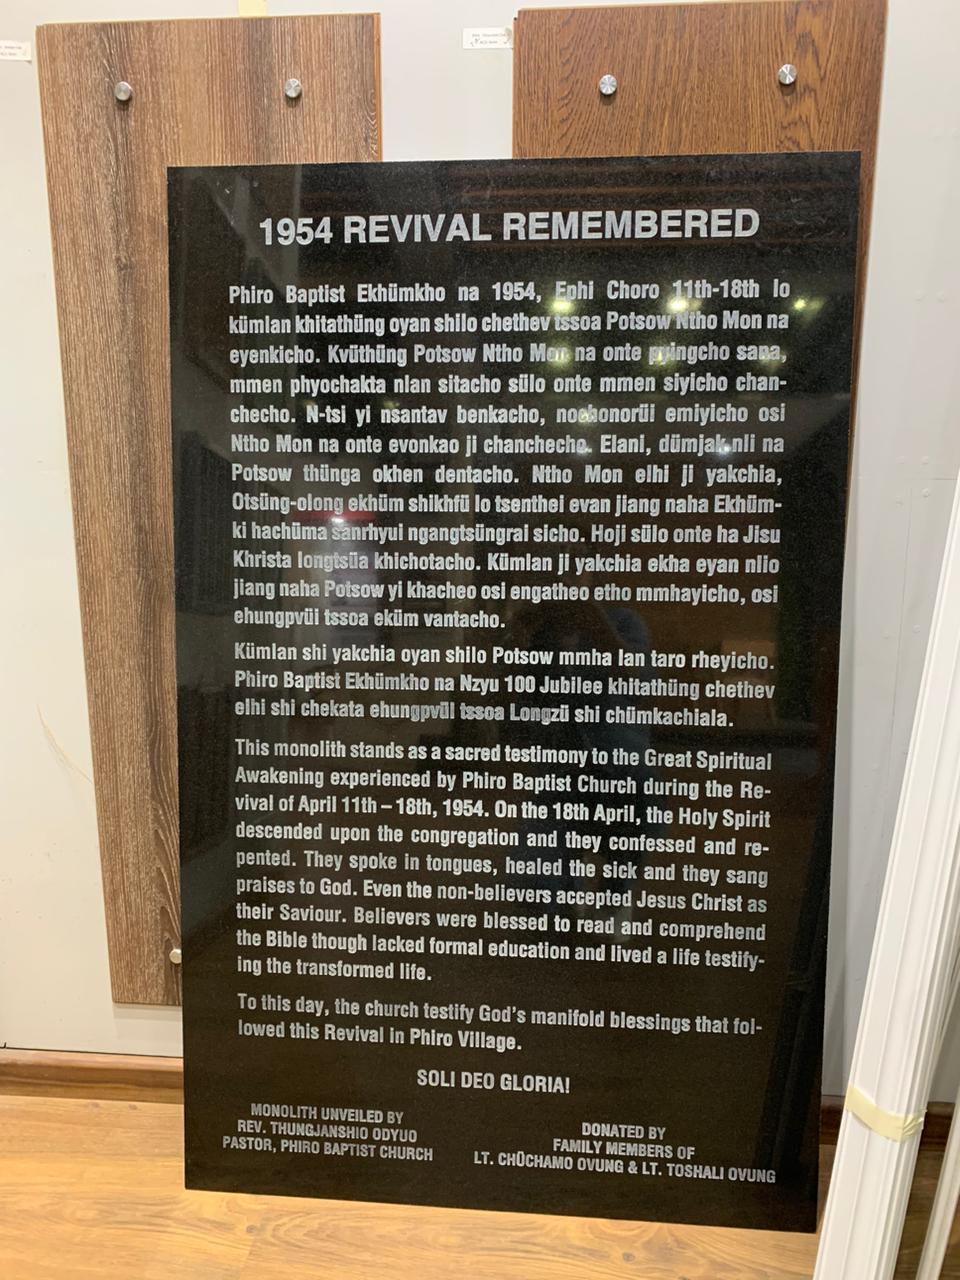 1954 REVIVAL REMEMBERED
Phiro Baptist Ekhümkho na 1954, Ephi Choro 11th-18th lo
kümlan khitathüng oyan shilo chethev tssoa Potsow Ntho Mon na
eyenkicho. Kvüthüng Potsow Ntho Mon na onte pyingcho sana,
mmen phyochakta nlan sitacho sülo onte mmen siyicho chan-
checho. N-tsi yi nsantav benkacho, nochonorüi emiyicho osi
Ntho Mon na onte evonkao ji chanchecho. Elani, dümjak nli na
Potsow thünga okhen dentacho. Ntho Mon elhi ji yakchia,
Otsüng-olong ekhüm shikhfü lo tsenthei evan jiang naha Ekhüm-
ki hachüma sanrhyui ngangtsüngrai sicho. Hoji sülo onte ha Jisu
Khrista longtsüa khichotacho. Kümlan ji yakchia ekha eyan nlio
jiang naha Potsow yi khacheo osi engatheo etho mmhayicho, osi
ehungpvüi tssoa eküm vantacho.
Kümlan shi yakchia oyan shilo Potsow mmha lan taro rheyicho.
Phiro Baptist Ekhümkho na Nzyu 100 Jubilee khitathüng chethev
elhi shi chekata ehungpvüi tssoa Longzü shi chümkachiala.
This monolith stands as a sacred testimony to the Great Spiritual
Awakening experienced by Phiro Baptist Church during the Re-
vival of April 11th – 18th, 1954. On the 18th April, the Holy Spirit
descended upon the congregation and they confessed and re-
pented. They spoke in tongues, healed the sick and they sang
praises to God. Even the non-believers accepted Jesus Christ as
their Saviour. Believers were blessed to read and comprehend
the Bible though lacked formal education and lived a life testify-
ing the transformed life.
To this day, the church testify God's manifold blessings that fol-
lowed this Revival in Phiro Village.
SOLI DEO GLORIA!
MONOLITH UNVEILED BY
REV. THUNGJANSHIO ODYUO
PASTOR, PHIRO BAPTIST CHURCH
DONATED BY
FAMILY MEMBERS OF
LT. CHÜCHAMO OVUNG & LT. TOSHALI OVUNG